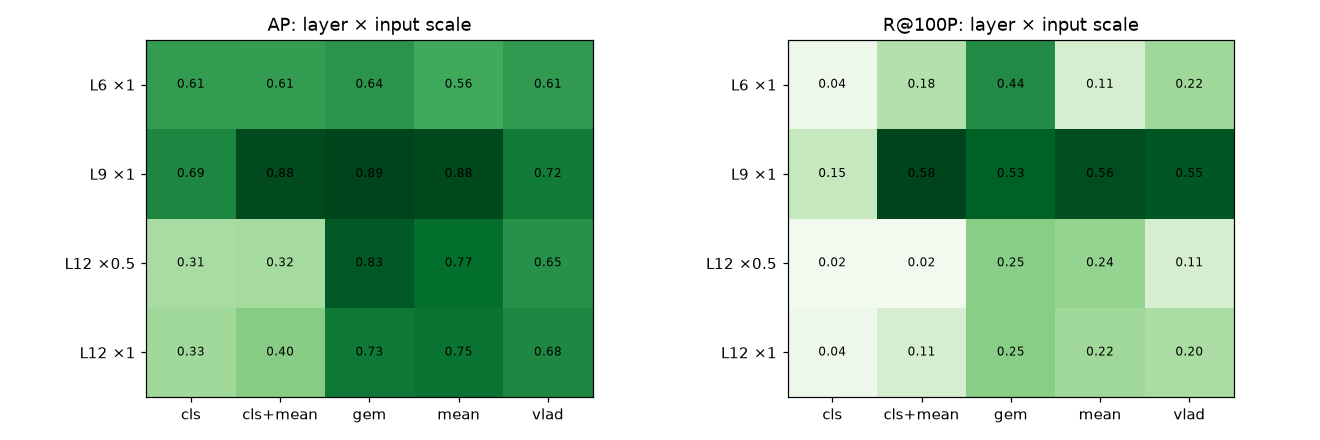 AP: layer × input scale
L6 ×1 0.61 0.61 0.64 0.56 0.61
L9 ×1 0.69 0.88 0.89 0.88 0.72
L12 ×0.5 0.31 0.32 0.83 0.77 0.65
L12 ×1 0.33 0.40 0.73 0.75 0.68
cls cls+mean gem mean vlad
R@100P: layer × input scale
L6 ×1 0.04 0.18 0.44 0.11 0.22
L9 ×1 0.15 0.58 0.53 0.56 0.55
L12 ×0.5 0.02 0.02 0.25 0.24 0.11
L12 ×1 0.04 0.11 0.25 0.22 0.20
cls cls+mean gem mean vlad